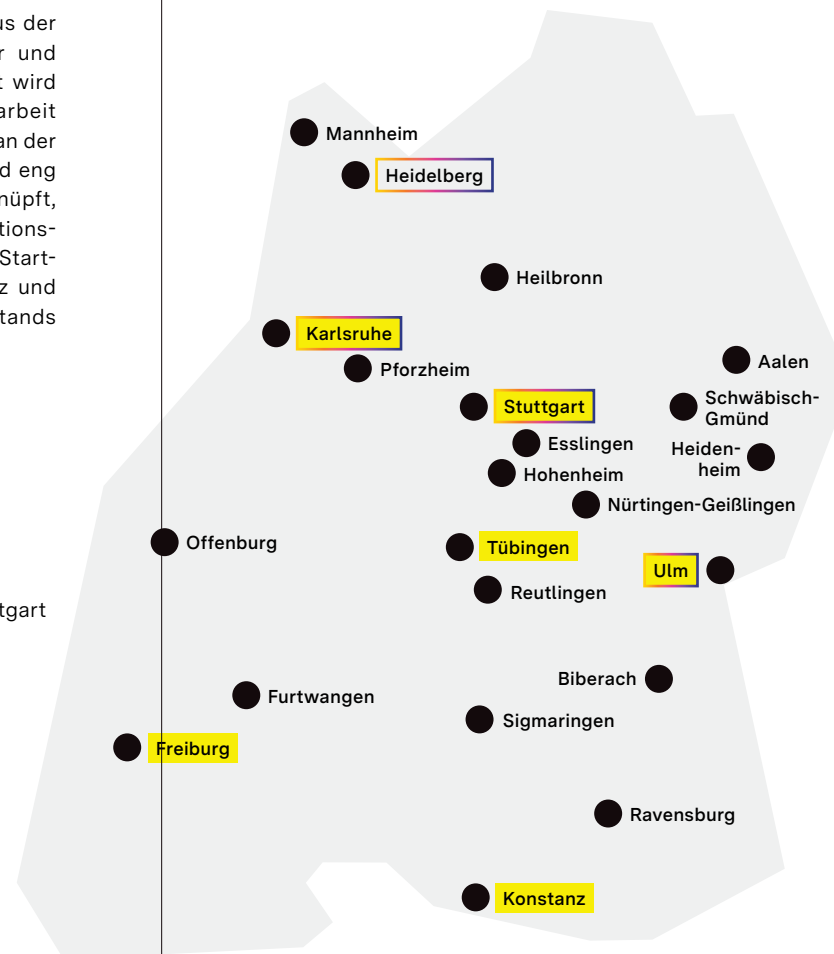 us der
und
wird
arbeit
an der
d eng
nüpft,
tions-
Start-
z und
tands
tgart
Mannheim
Heidelberg
Heilbronn
Karlsruhe
Pforzheim
Aalen
Stuttgart
Schwäbisch-
Gmünd
Esslingen
Heiden-
heim
Hohenheim
Nürtingen-Geißlingen
Offenburg
Tübingen
Ulm
Reutlingen
Biberach
Furtwangen
Sigmaringen
Freiburg
Ravensburg
Konstanz